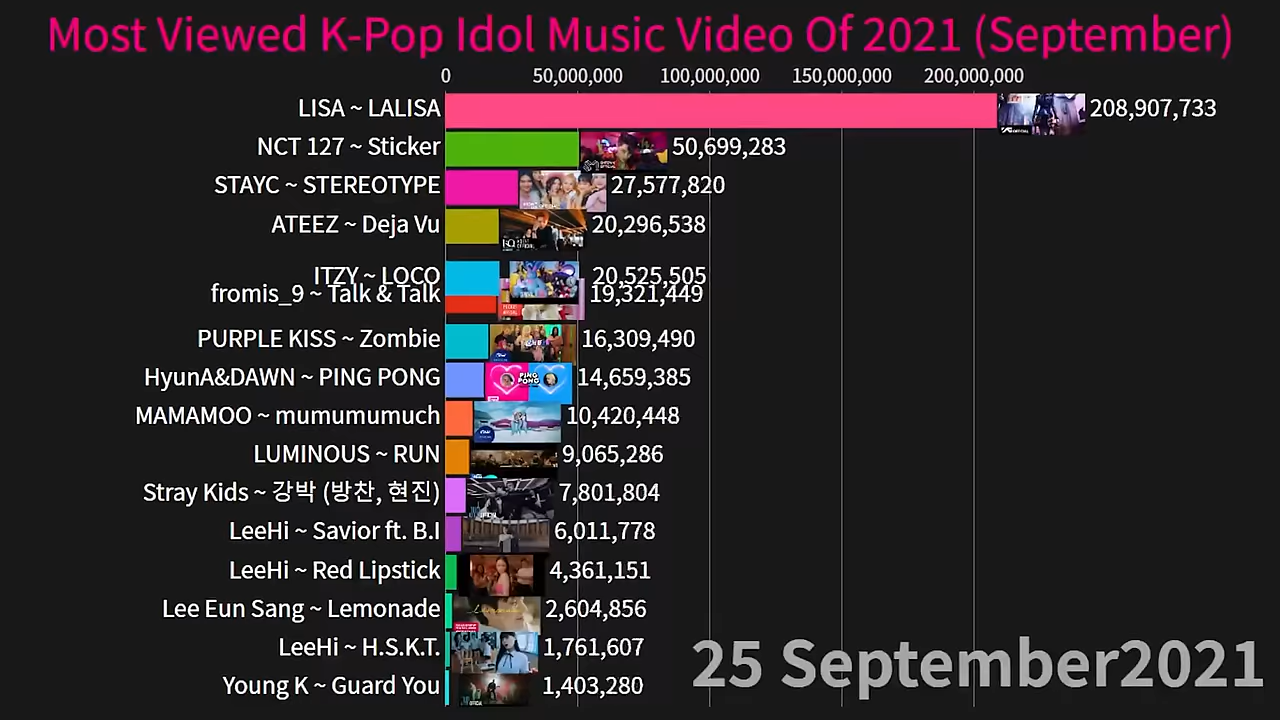 Most Viewed K-Pop Idol Music Video Of 2021 (September)
0 50,000,000 100,000,000 150,000,000 200,000,000
LISA ~ LALISA 208,907,733
NCT 127 ~ Sticker 50,699,283
STAYC ~ STEREOTYPE 27,577,820
ATEEZ ~ Deja Vu 20,296,538
ITZY ~ LOCO 20,525,505
fromis_9 ~ Talk & Talk 19,321,449
PURPLE KISS ~ Zombie 16,309,490
HyunA&DAWN ~ PING PONG PING PONG 14,659,385
MAMAMOO ~ mumumumuch 10,420,448
LUMINOUS ~ RUN 9,065,286
Stray Kids ~ 강박 (방찬, 현진) 7,801,804
LeeHi ~ Savior ft. B.I 6,011,778
LeeHi ~ Red Lipstick 4,361,151
Lee Eun Sang ~ Lemonade 2,604,856
LeeHi ~ H.S.K.T. 1,761,607
Young K ~ Guard You 1,403,280
25 September2021